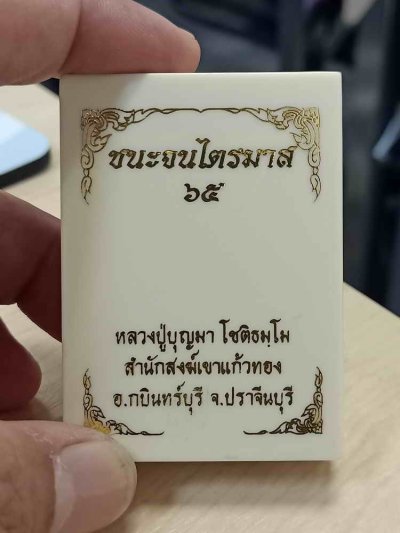 ชนะจนไตรมาส
๖๕
หลวงปู่บุญมา โชติธมฺโม
สำนักสงฆ์เขาแก้วทอง
อ.กบินทร์บุรี จ.ปราจีนบุรี